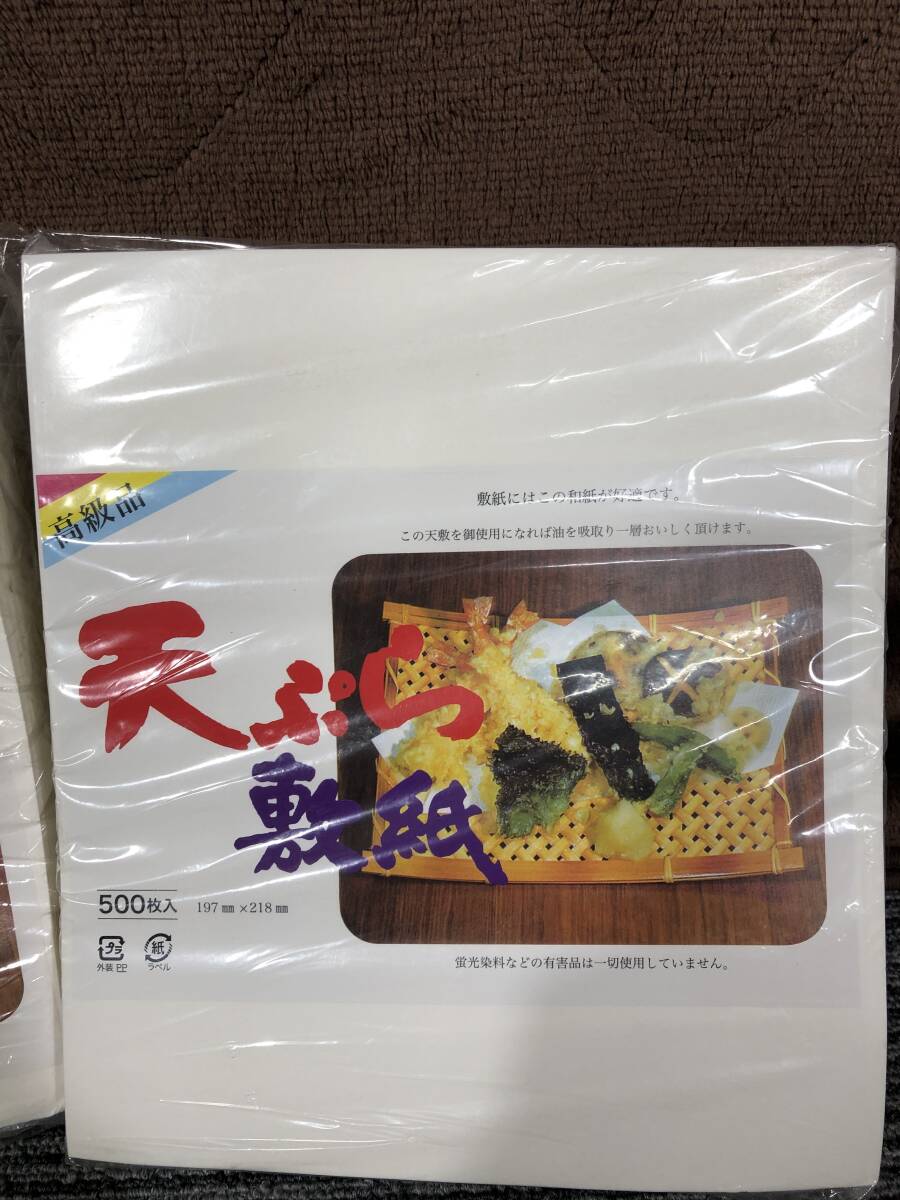 高級品
敷紙にはこの和紙が好適です。
この天敷を御使用になれば油を吸取り一層おいしく頂けます。
天ぷら
敷紙
500枚入 197㎜×218㎜
プラ 紙
外装 PP ラベル
蛍光染料などの有害品は一切使用していません。